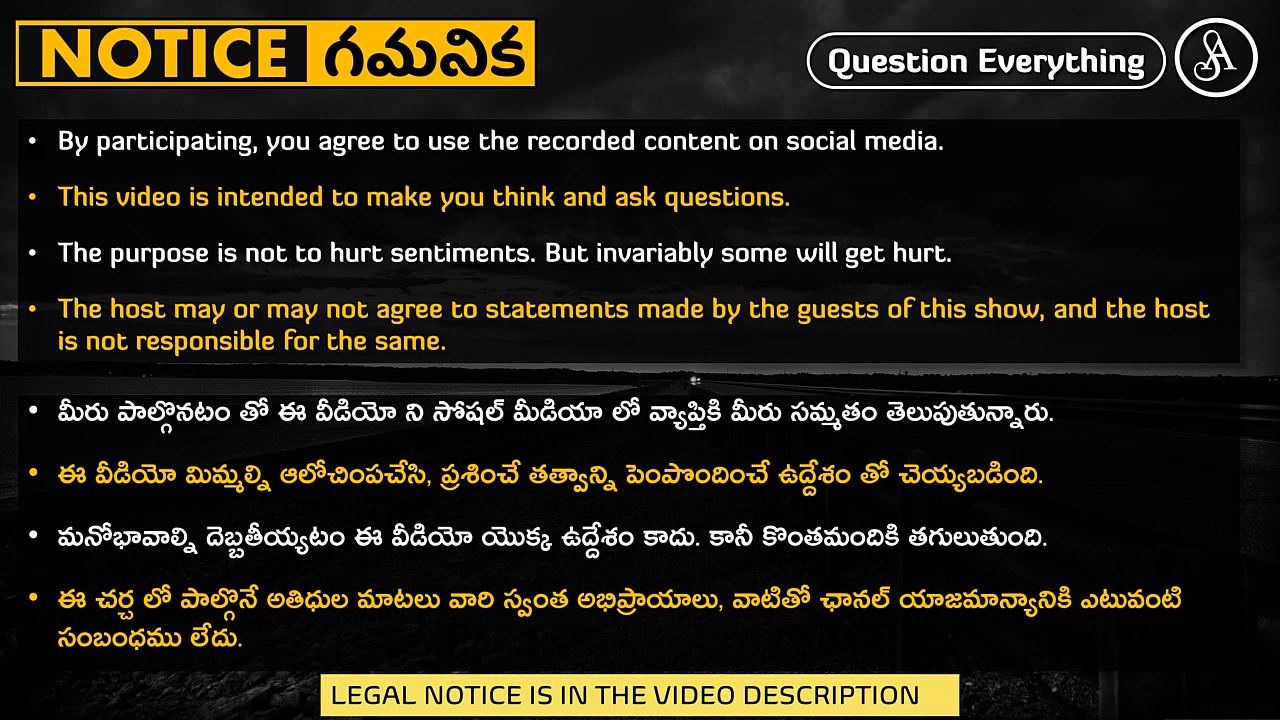 NOTICE గమనిక
Question Everything
• By participating, you agree to use the recorded content on social media.
• This video is intended to make you think and ask questions.
• The purpose is not to hurt sentiments. But invariably some will get hurt.
• The host may or may not agree to statements made by the guests of this show, and the host
is not responsible for the same.
• మీరు పాల్గొనటం తో ఈ వీడియో ని సోషల్ మీడియా లో వ్యాప్తికి మీరు సమ్మతం తెలుపుతున్నారు.
• ఈ వీడియో మిమ్మల్ని ఆలోచింపచేసి, ప్రశించే తత్వాన్ని పెంపొందించే ఉద్దేశం తో చెయ్యబడింది.
• మనోభావాల్ని దెబ్బతీయ్యటం ఈ వీడియో యొక్క ఉద్దేశం కాదు. కానీ కొంతమందికి తగులుతుంది.
• ఈ చర్చ లో పాల్గొనే అతిధుల మాటలు వారి స్వంత అభిప్రాయాలు, వాటితో ఛానల్ యాజమాన్యానికి ఎటువంటి
సంబంధము లేదు.
LEGAL NOTICE IS IN THE VIDEO DESCRIPTION